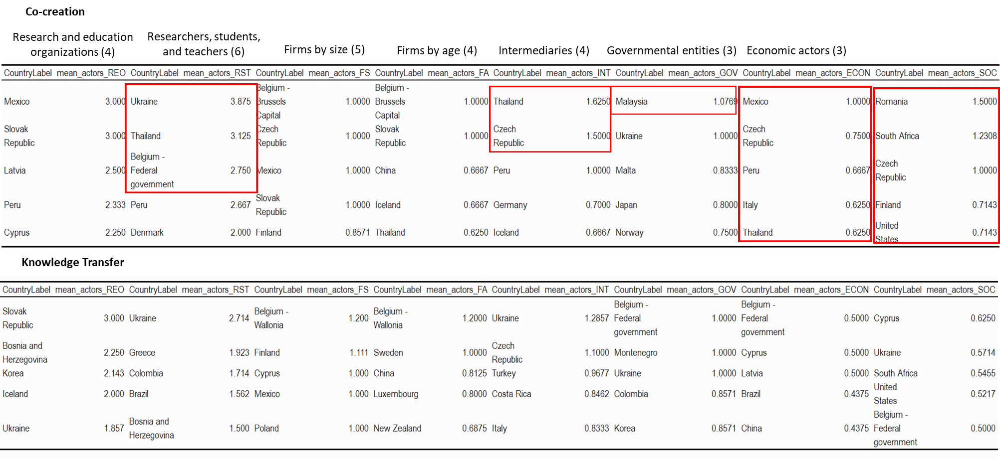 Co-creation
Research and education organizations (4)
Researchers, students, and teachers (6)
Firms by size (5)
Firms by age (4)
Intermediaries (4)
Governmental entities (3)
Economic actors (3)
CountryLabel mean_actors_REO CountryLabel mean_actors_RST CountryLabel mean_actors_FS CountryLabel mean_actors_FA CountryLabel mean_actors_INT CountryLabel mean_actors_GOV CountryLabel mean_actors_ECON CountryLabel mean_actors_SOC
Mexico 3.000 Ukraine 3.875 Belgium - Brussels Capital 1.0000 Belgium - Brussels Capital 1.0000 Thailand 1.6250 Malaysia 1.0769 Mexico 1.0000 Romania 1.5000
Slovak Republic 3.000 Thailand 3.125 Czech Republic 1.0000 Slovak Republic 1.0000 Czech Republic 1.5000 Ukraine 1.0000 Czech Republic 0.7500 South Africa 1.2308
Latvia 2.500 Belgium - Federal government 2.750 Mexico 1.0000 China 0.6667 Peru 1.0000 Malta 0.8333 Peru 0.6667 Czech Republic 1.0000
Peru 2.333 Peru 2.667 Slovak Republic 1.0000 Iceland 0.6667 Germany 0.7000 Japan 0.8000 Italy 0.6250 Finland 0.7143
Cyprus 2.250 Denmark 2.000 Finland 0.8571 Thailand 0.6250 Iceland 0.6667 Norway 0.7500 Thailand 0.6250 United States 0.7143
Knowledge Transfer
CountryLabel mean_actors_REO CountryLabel mean_actors_RST CountryLabel mean_actors_FS CountryLabel mean_actors_FA CountryLabel mean_actors_INT CountryLabel mean_actors_GOV CountryLabel mean_actors_ECON CountryLabel mean_actors_SOC
Slovak Republic 3.000 Ukraine 2.714 Belgium - Wallonia 1.200 Belgium - Wallonia 1.2000 Ukraine 1.2857 Belgium - Federal government 1.0000 Belgium - Federal government 0.5000 Cyprus 0.6250
Bosnia and Herzegovina 2.250 Greece 1.923 Finland 1.111 Sweden 1.0000 Czech Republic 1.1000 Montenegro 1.0000 Cyprus 0.5000 Ukraine 0.5714
Korea 2.143 Colombia 1.714 Cyprus 1.000 China 0.8125 Turkey 0.9677 Ukraine 1.0000 Latvia 0.5000 South Africa 0.5455
Iceland 2.000 Brazil 1.562 Mexico 1.000 Luxembourg 0.8000 Costa Rica 0.8462 Colombia 0.8571 Brazil 0.4375 United States 0.5217
Ukraine 1.857 Bosnia and Herzegovina 1.500 Poland 1.000 New Zealand 0.6875 Italy 0.8333 Korea 0.8571 China 0.4375 Belgium - Federal government 0.5000